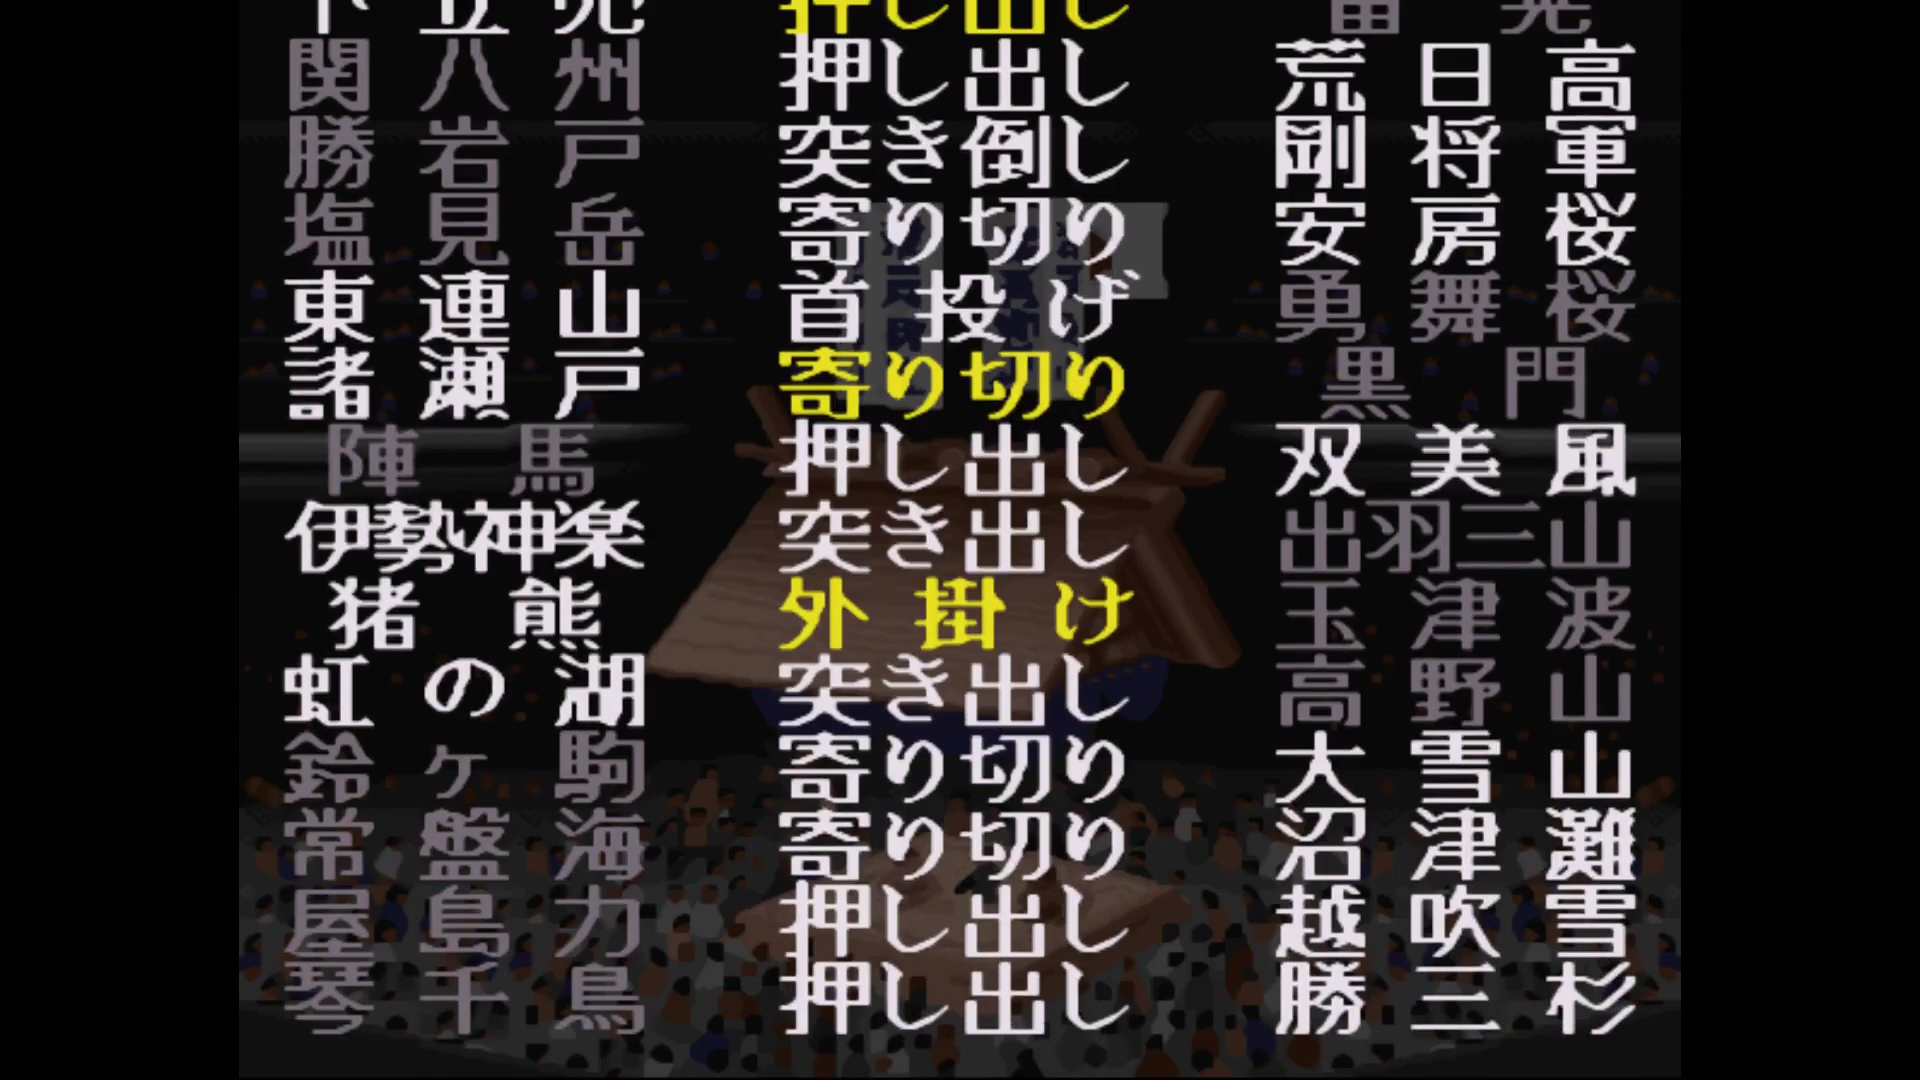 押し出し
関八州 押し出し 荒日高
勝岩戸 突き倒し 剛将軍
塩見岳 寄り切り 安房桜
東連山 首投げ 勇舞桜
諸瀬戸 寄り切り 黒門
陣馬 押し出し 双美風
伊勢神楽 突き出し 出羽三山
猪熊 外掛け 玉津波
虹の湖 突き出し 高野山
鈴ヶ駒 寄り切り 大雪山
常盤海 寄り切り 沼津灘
屋島力 押し出し 越吹雪
琴千鳥 押し出し 勝三杉